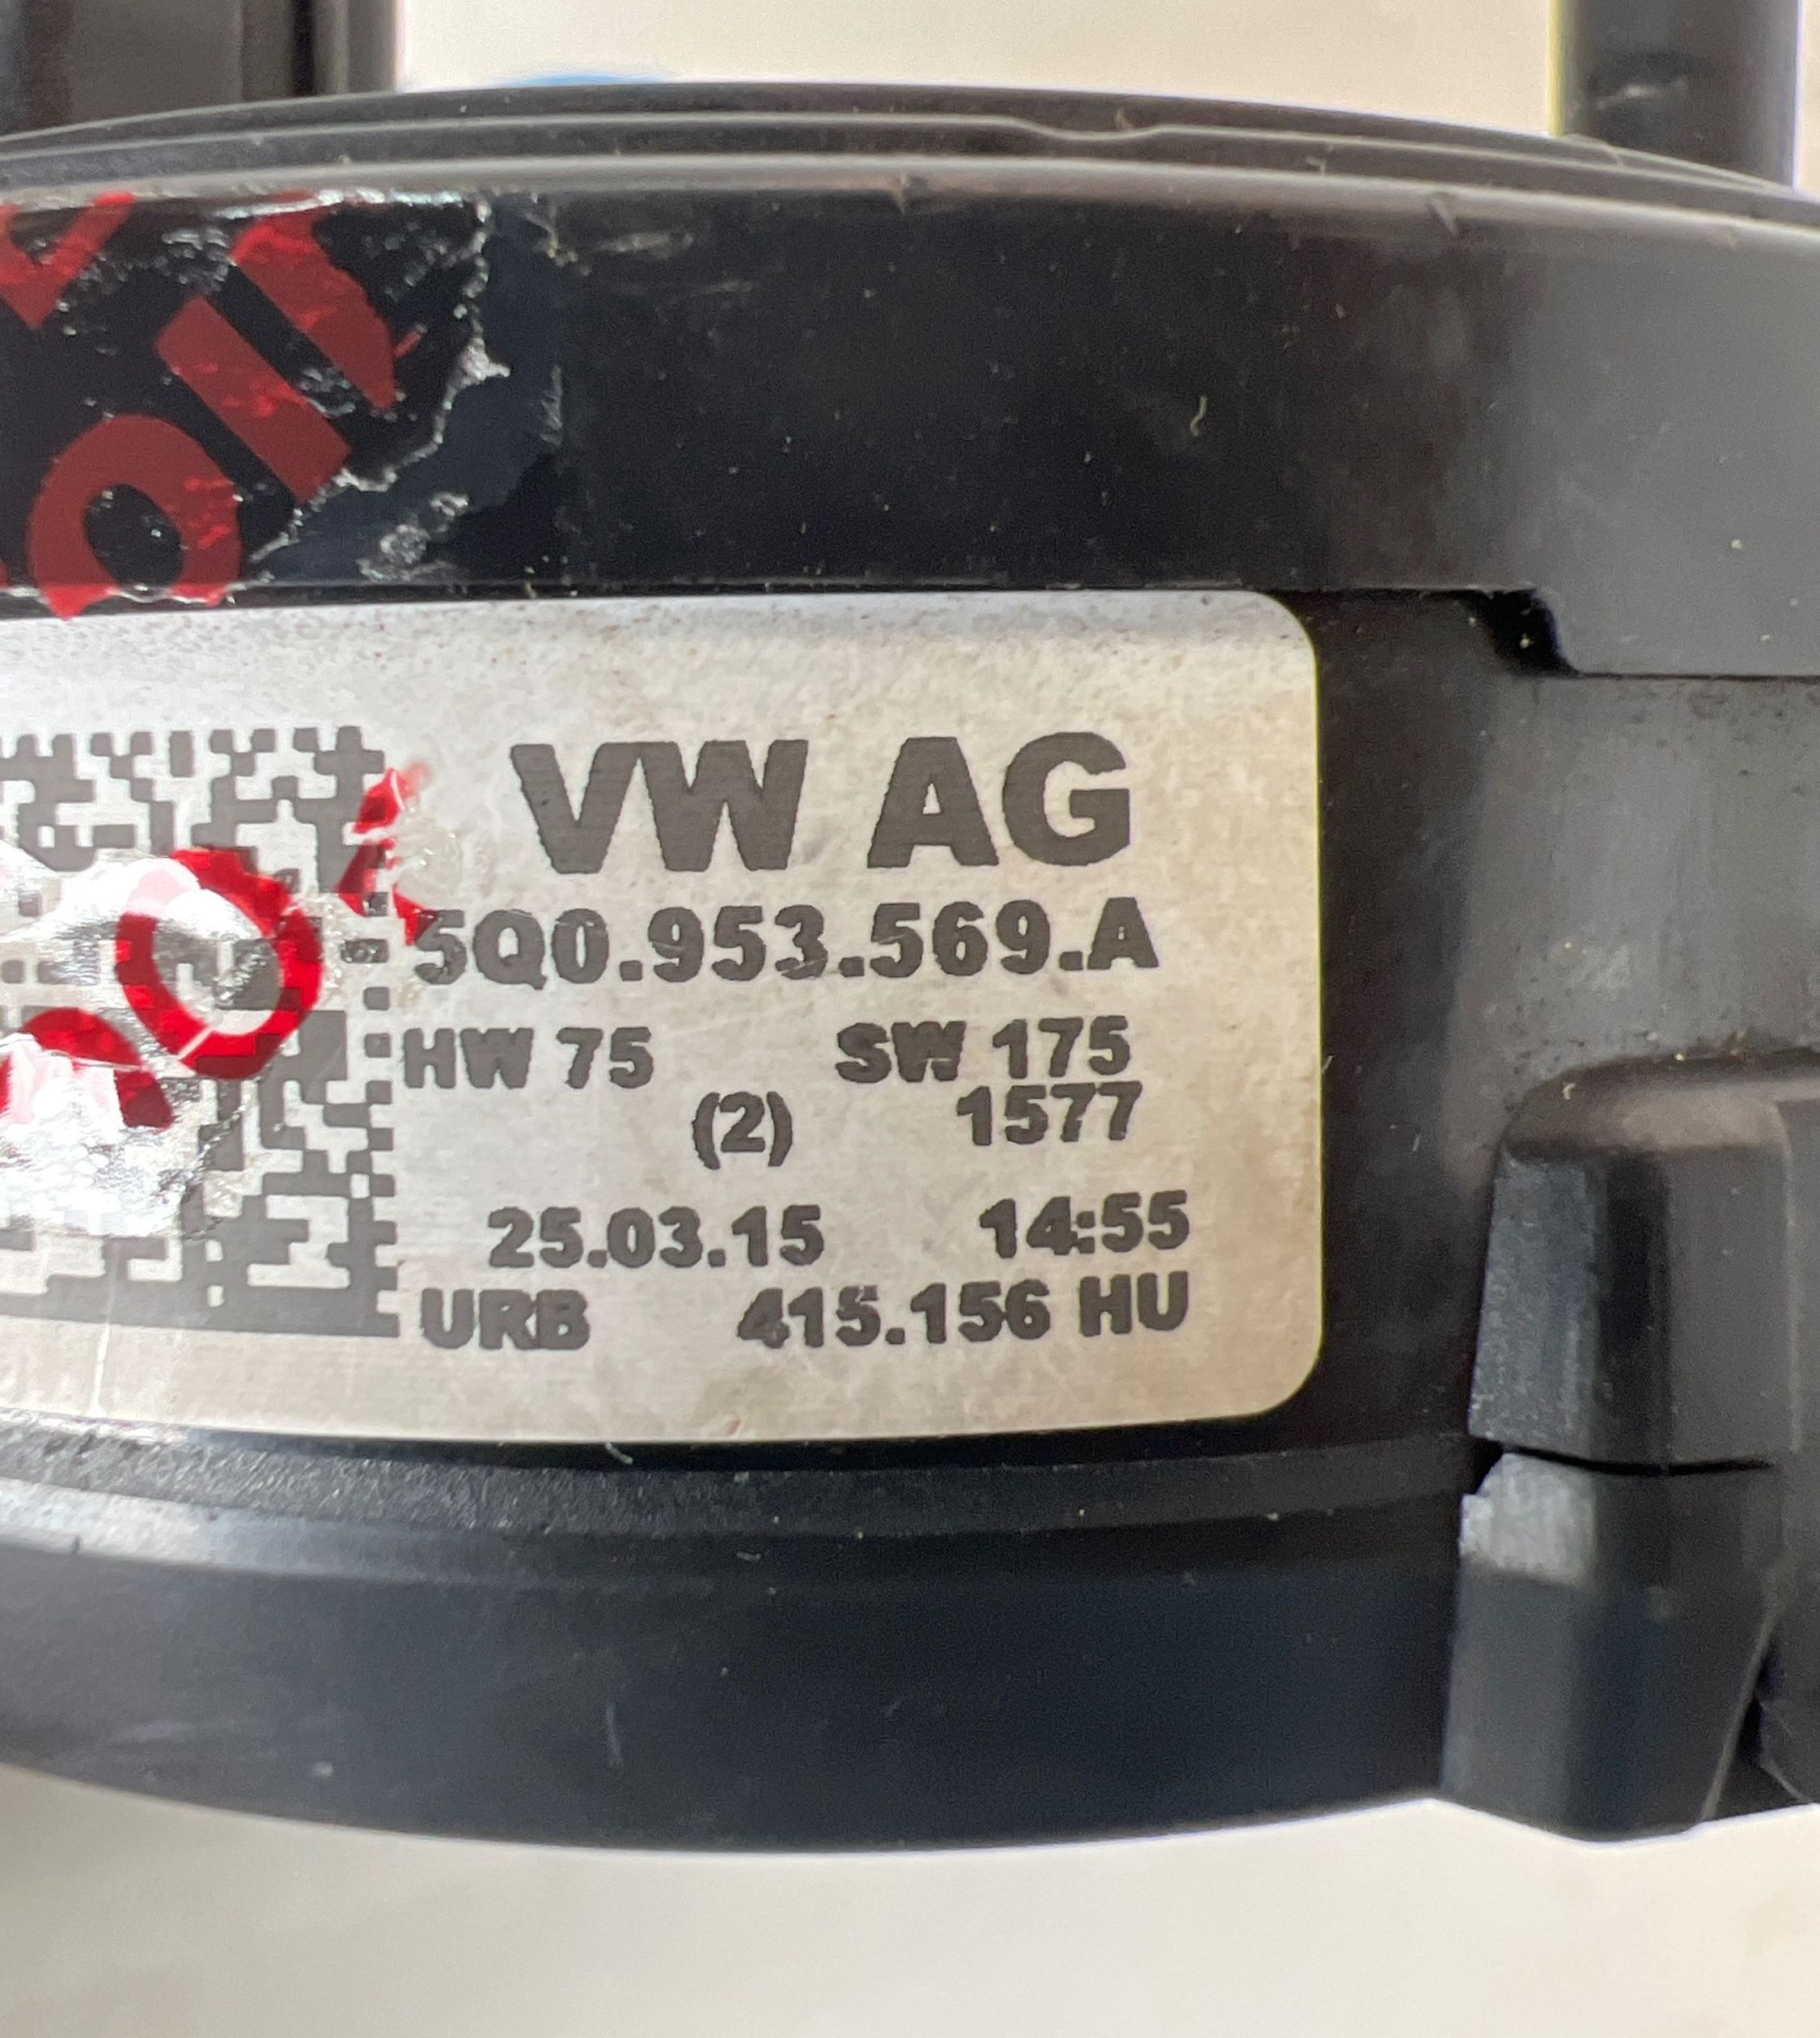 VW AG
5Q0.953.569.A
HW 75 SW 175
(2) 1577
25.03.15 14:55
URB 415.156 HU